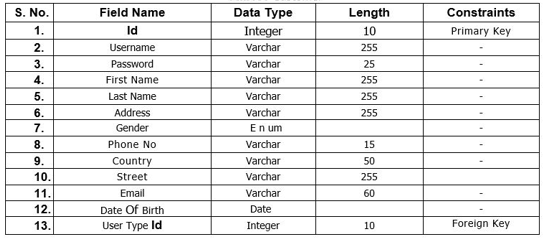 S. No. Field Name Data Type Length Constraints
1. Id Integer 10 Primary Key
2. Username Varchar 255 -
3. Password Varchar 25 -
4. First Name Varchar 255 -
5. Last Name Varchar 255 -
6. Address Varchar 255 -
7. Gender E n um -
8. Phone No Varchar 15 -
9. Country Varchar 50 -
10. Street Varchar 255
11. Email Varchar 60 -
12. Date Of Birth Date -
13. User Type Id Integer 10 Foreign Key